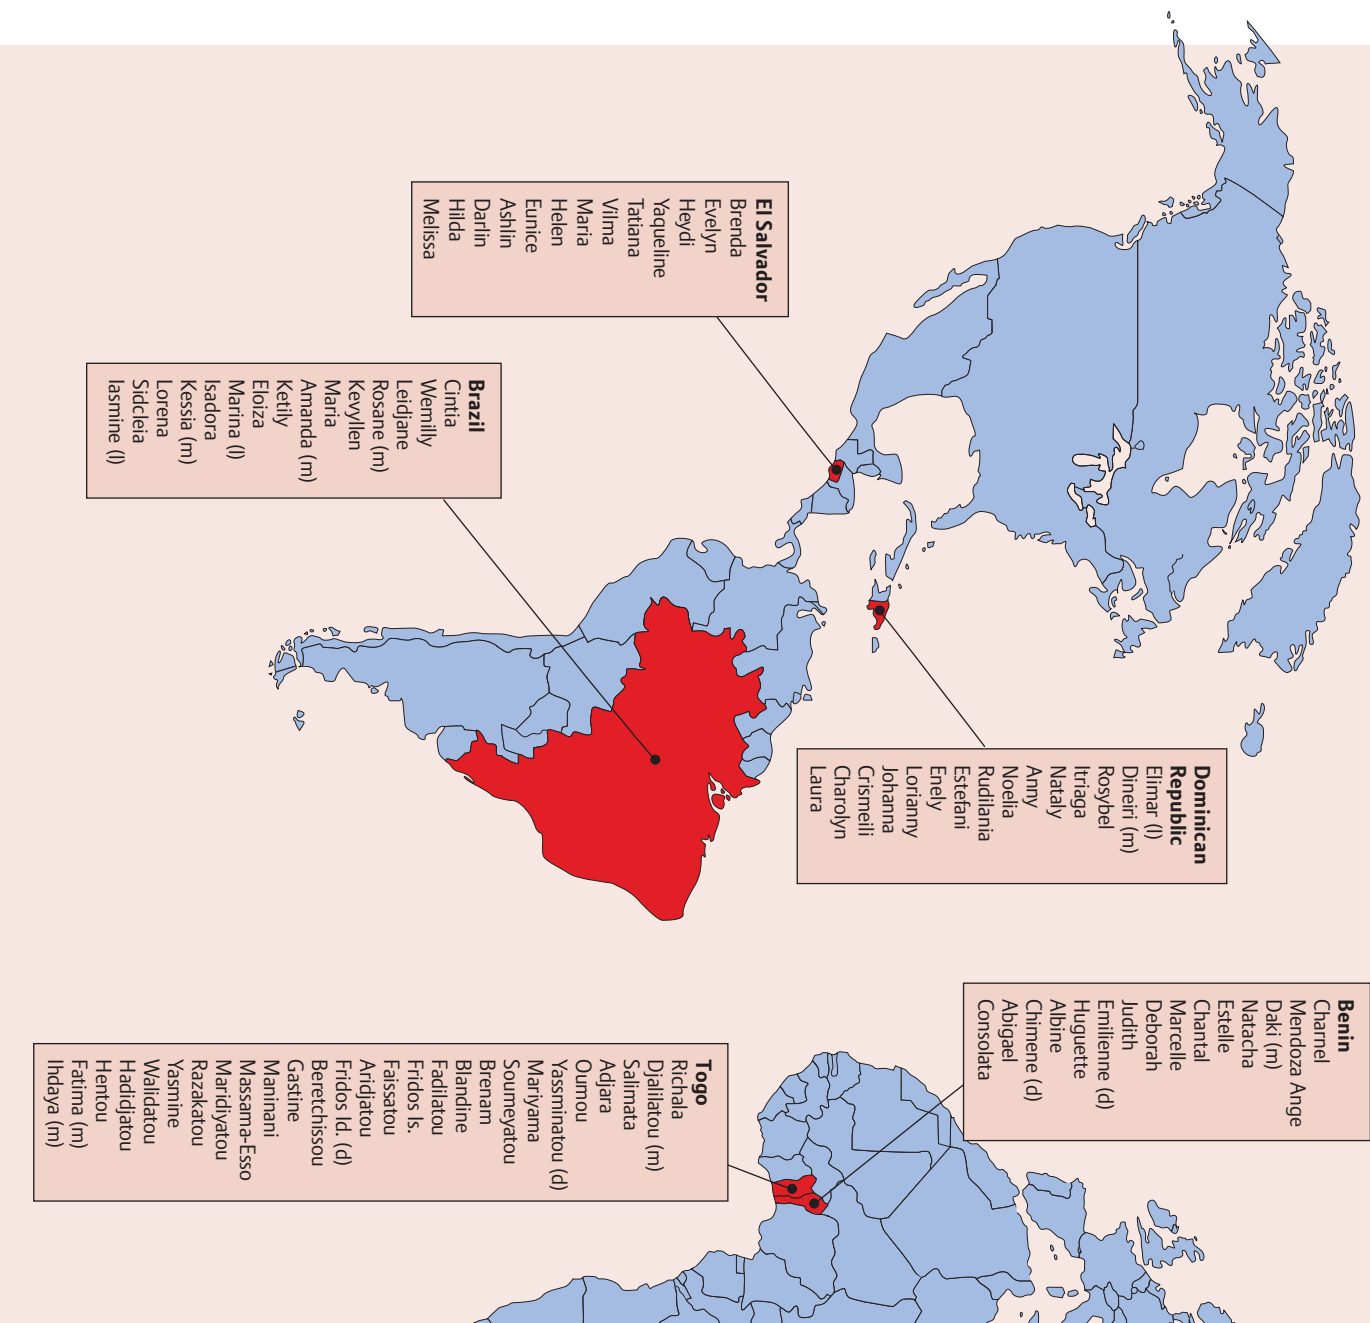 El Salvador
Brenda
Evelyn
Heydi
Yaqueline
Tatiana
Vilma
Maria
Helen
Eunice
Ashlin
Darlin
Hilda
Melissa
Brazil
Cintia
Wemilly
Leidjane
Rosane (m)
Kevyllen
Maria
Amanda (m)
Ketily
Eloiza
Marina (l)
Isadora
Kessia (m)
Lorena
Sidcleia
Iasmine (l)
Dominican
Republic
Elimar (l)
Dineiri (m)
Rosybel
Itriaga
Nataly
Anny
Noelia
Rudilania
Estefani
Enely
Lorianny
Johanna
Crismeili
Charolyn
Laura
Benin
Charnel
Mendoza Ange
Daki (m)
Natacha
Estelle
Chantal
Marcelle
Deborah
Judith
Emilienne (d)
Huguette
Albine
Chimene (d)
Abigael
Consolata
Togo
Richala
Djalilatou (m)
Salimata
Adjara
Oumou
Yassminatou (d)
Mariyama
Soumeyatou
Brenam
Blandine
Fadilatou
Fridos Is.
Faissatou
Aridjatou
Fridos Id. (d)
Beretchissou
Gastine
Maminani
Massama-Esso
Maridiyatou
Razakatou
Yasmine
Walidatou
Hadidjatou
Hentou
Fatima (m)
Ihdaya (m)